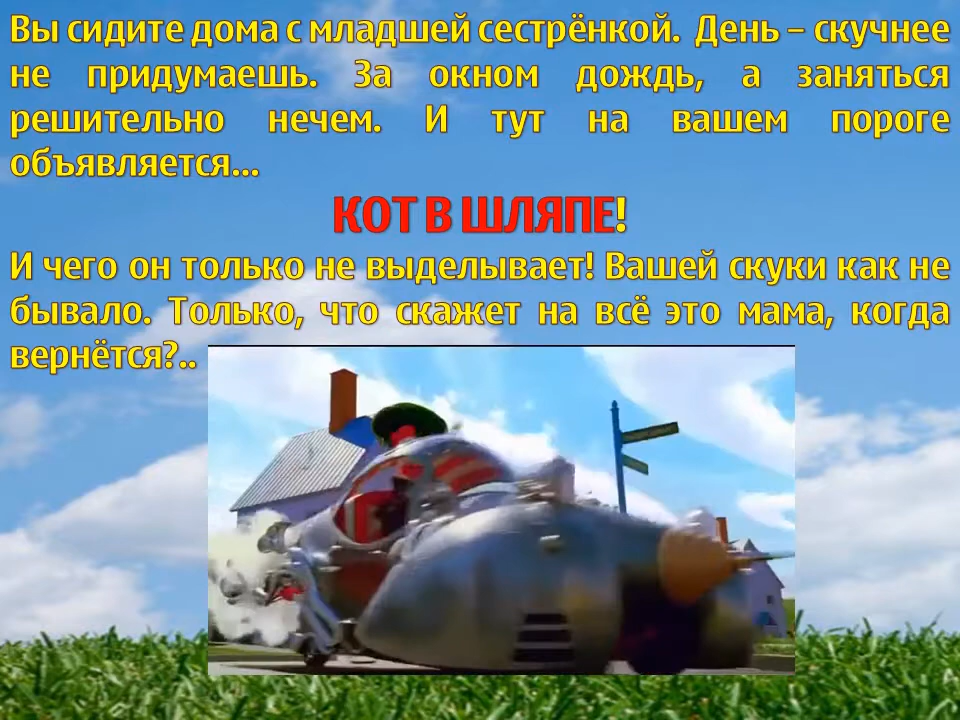 Вы сидите дома с младшей сестрёнкой. День – скучнее
не придумаешь. За окном дождь, а заняться
решительно нечем. И тут на вашем пороге
объявляется...
КОТ В ШЛЯПЕ!
И чего он только не выделывает! Вашей скуки как не
бывало. Только, что скажет на всё это мама, когда
вернётся?..